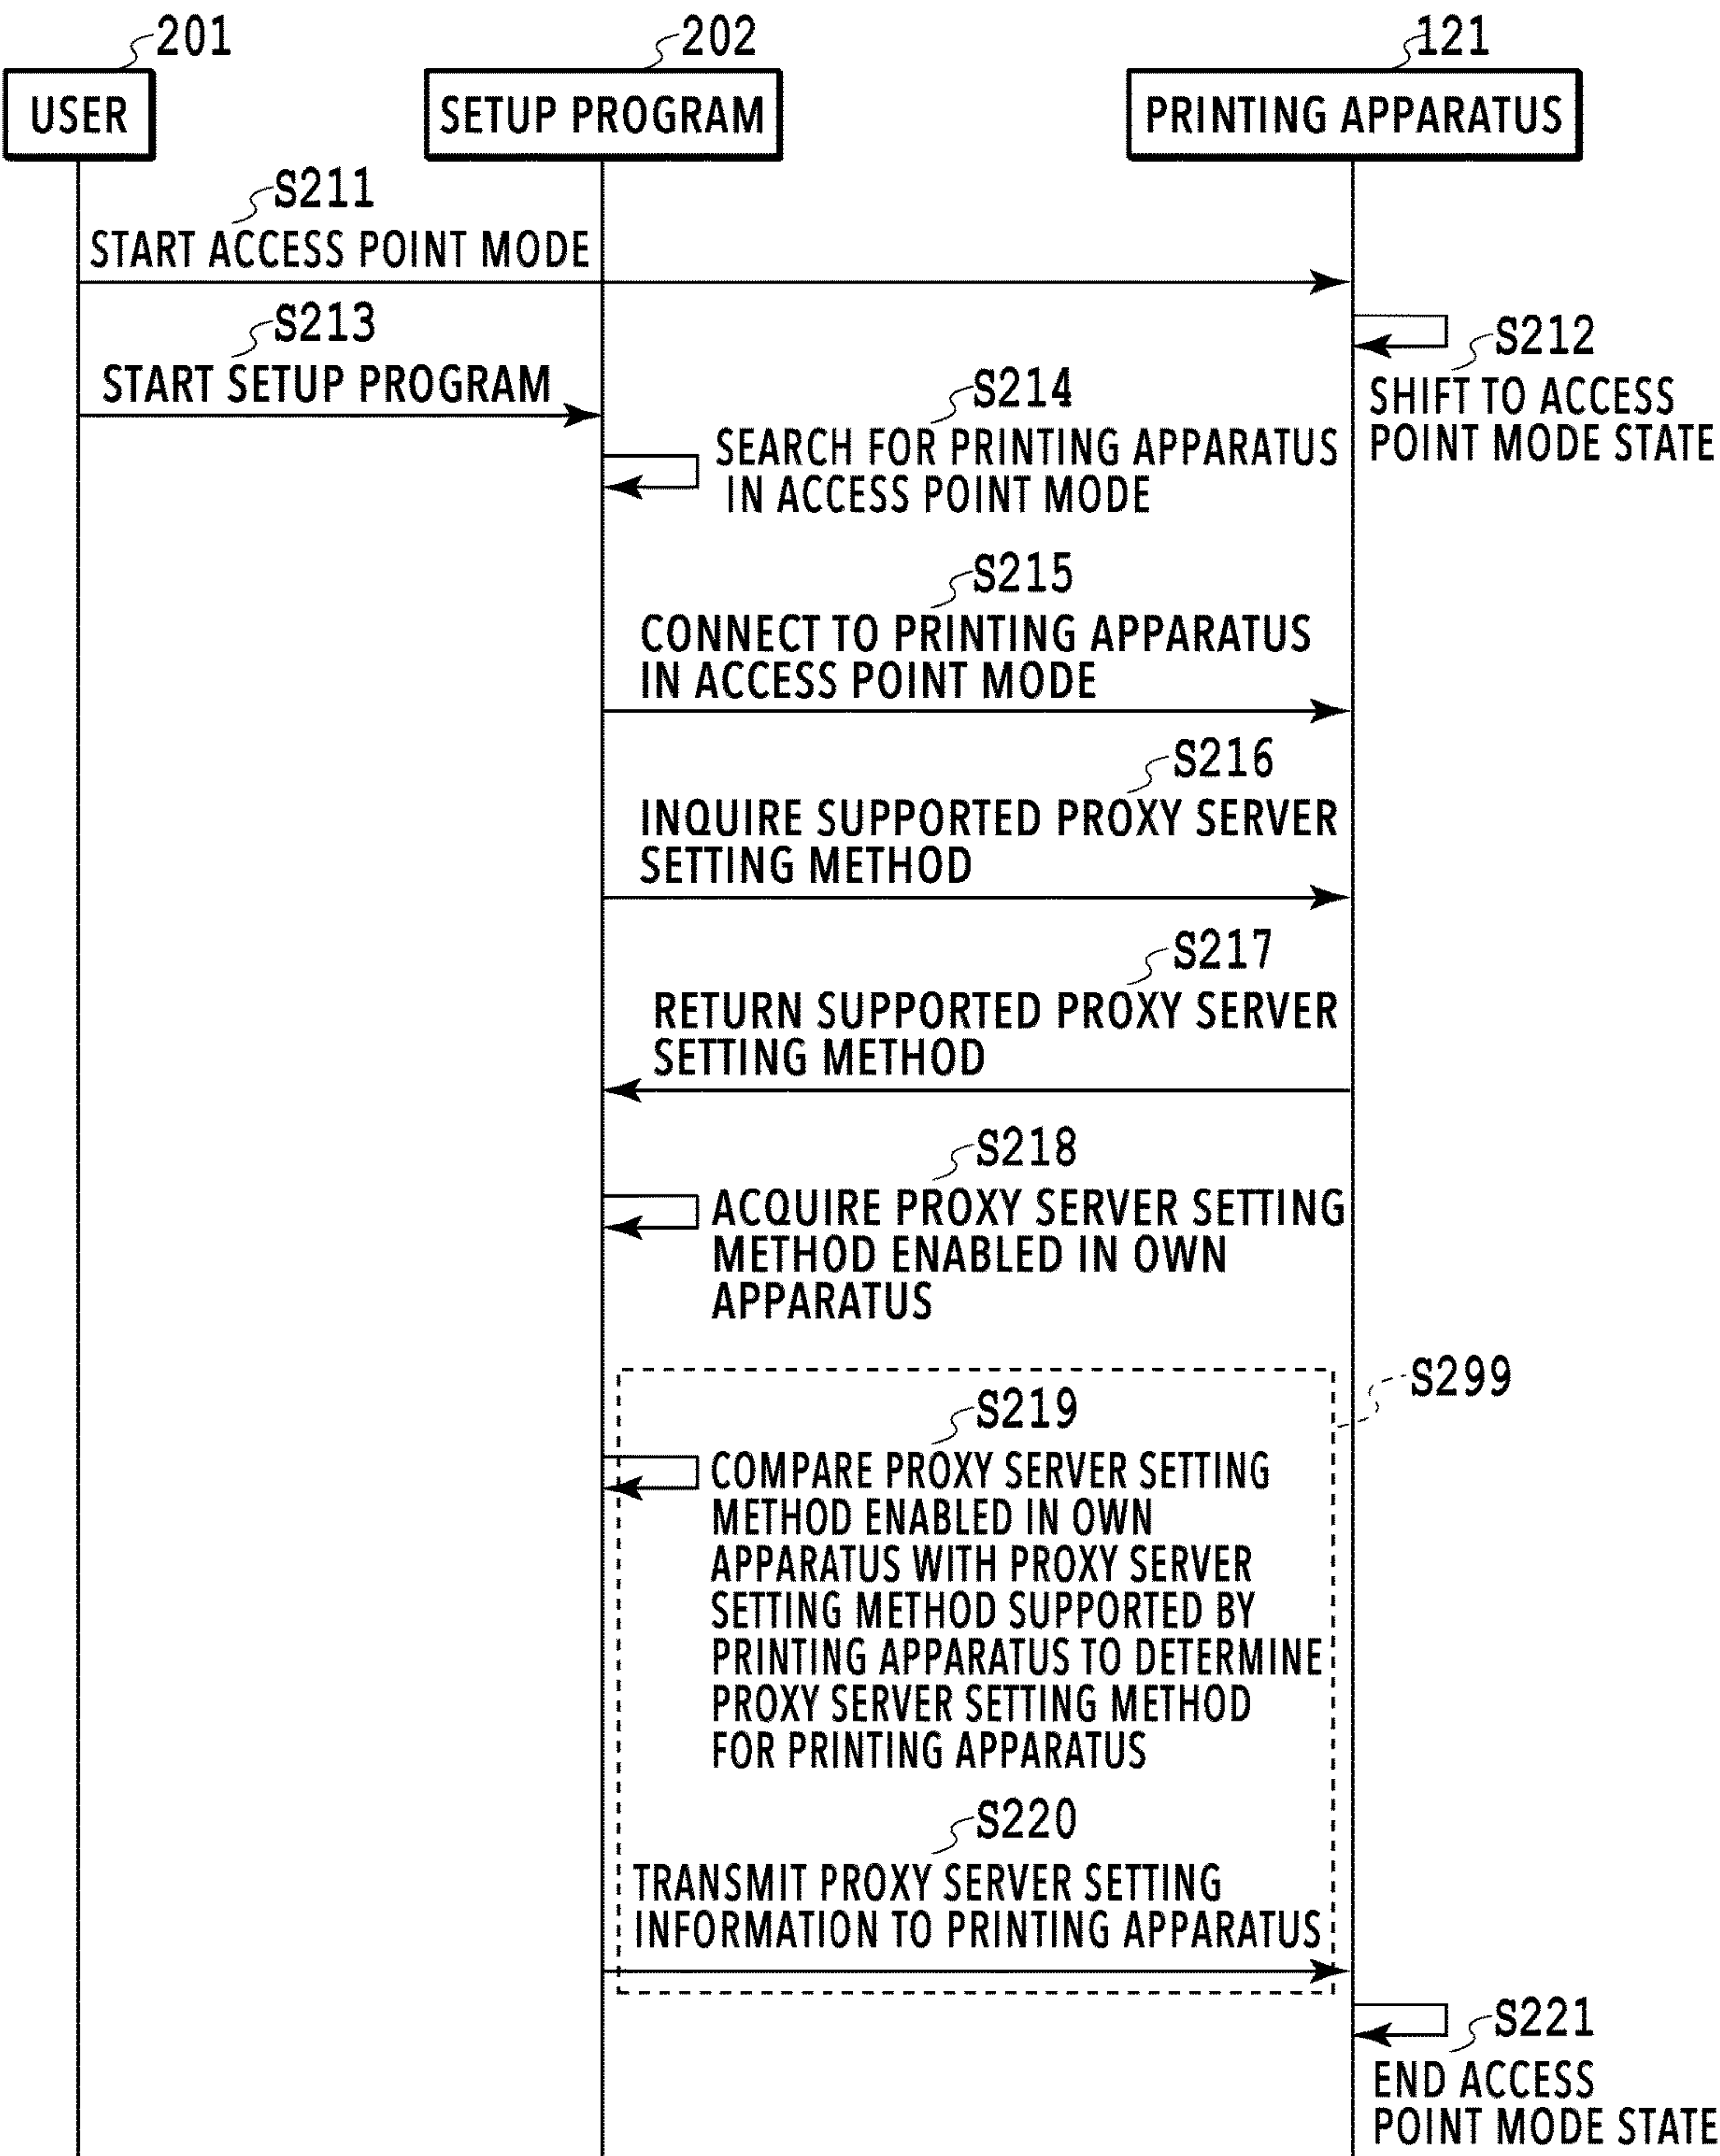 201
202
121
USER
SETUP PROGRAM
PRINTING APPARATUS
S211
START ACCESS POINT MODE
S212
SHIFT TO ACCESS
POINT MODE STATE
S213
START SETUP PROGRAM
S214
SEARCH FOR PRINTING APPARATUS
IN ACCESS POINT MODE
S215
CONNECT TO PRINTING APPARATUS
IN ACCESS POINT MODE
S216
INQUIRE SUPPORTED PROXY SERVER
SETTING METHOD
S217
RETURN SUPPORTED PROXY SERVER
SETTING METHOD
S218
ACQUIRE PROXY SERVER SETTING
METHOD ENABLED IN OWN
APPARATUS
S299
S219
COMPARE PROXY SERVER SETTING
METHOD ENABLED IN OWN
APPARATUS WITH PROXY SERVER
SETTING METHOD SUPPORTED BY
PRINTING APPARATUS TO DETERMINE
PROXY SERVER SETTING METHOD
FOR PRINTING APPARATUS
S220
TRANSMIT PROXY SERVER SETTING
INFORMATION TO PRINTING APPARATUS
S221
END ACCESS
POINT MODE STATE